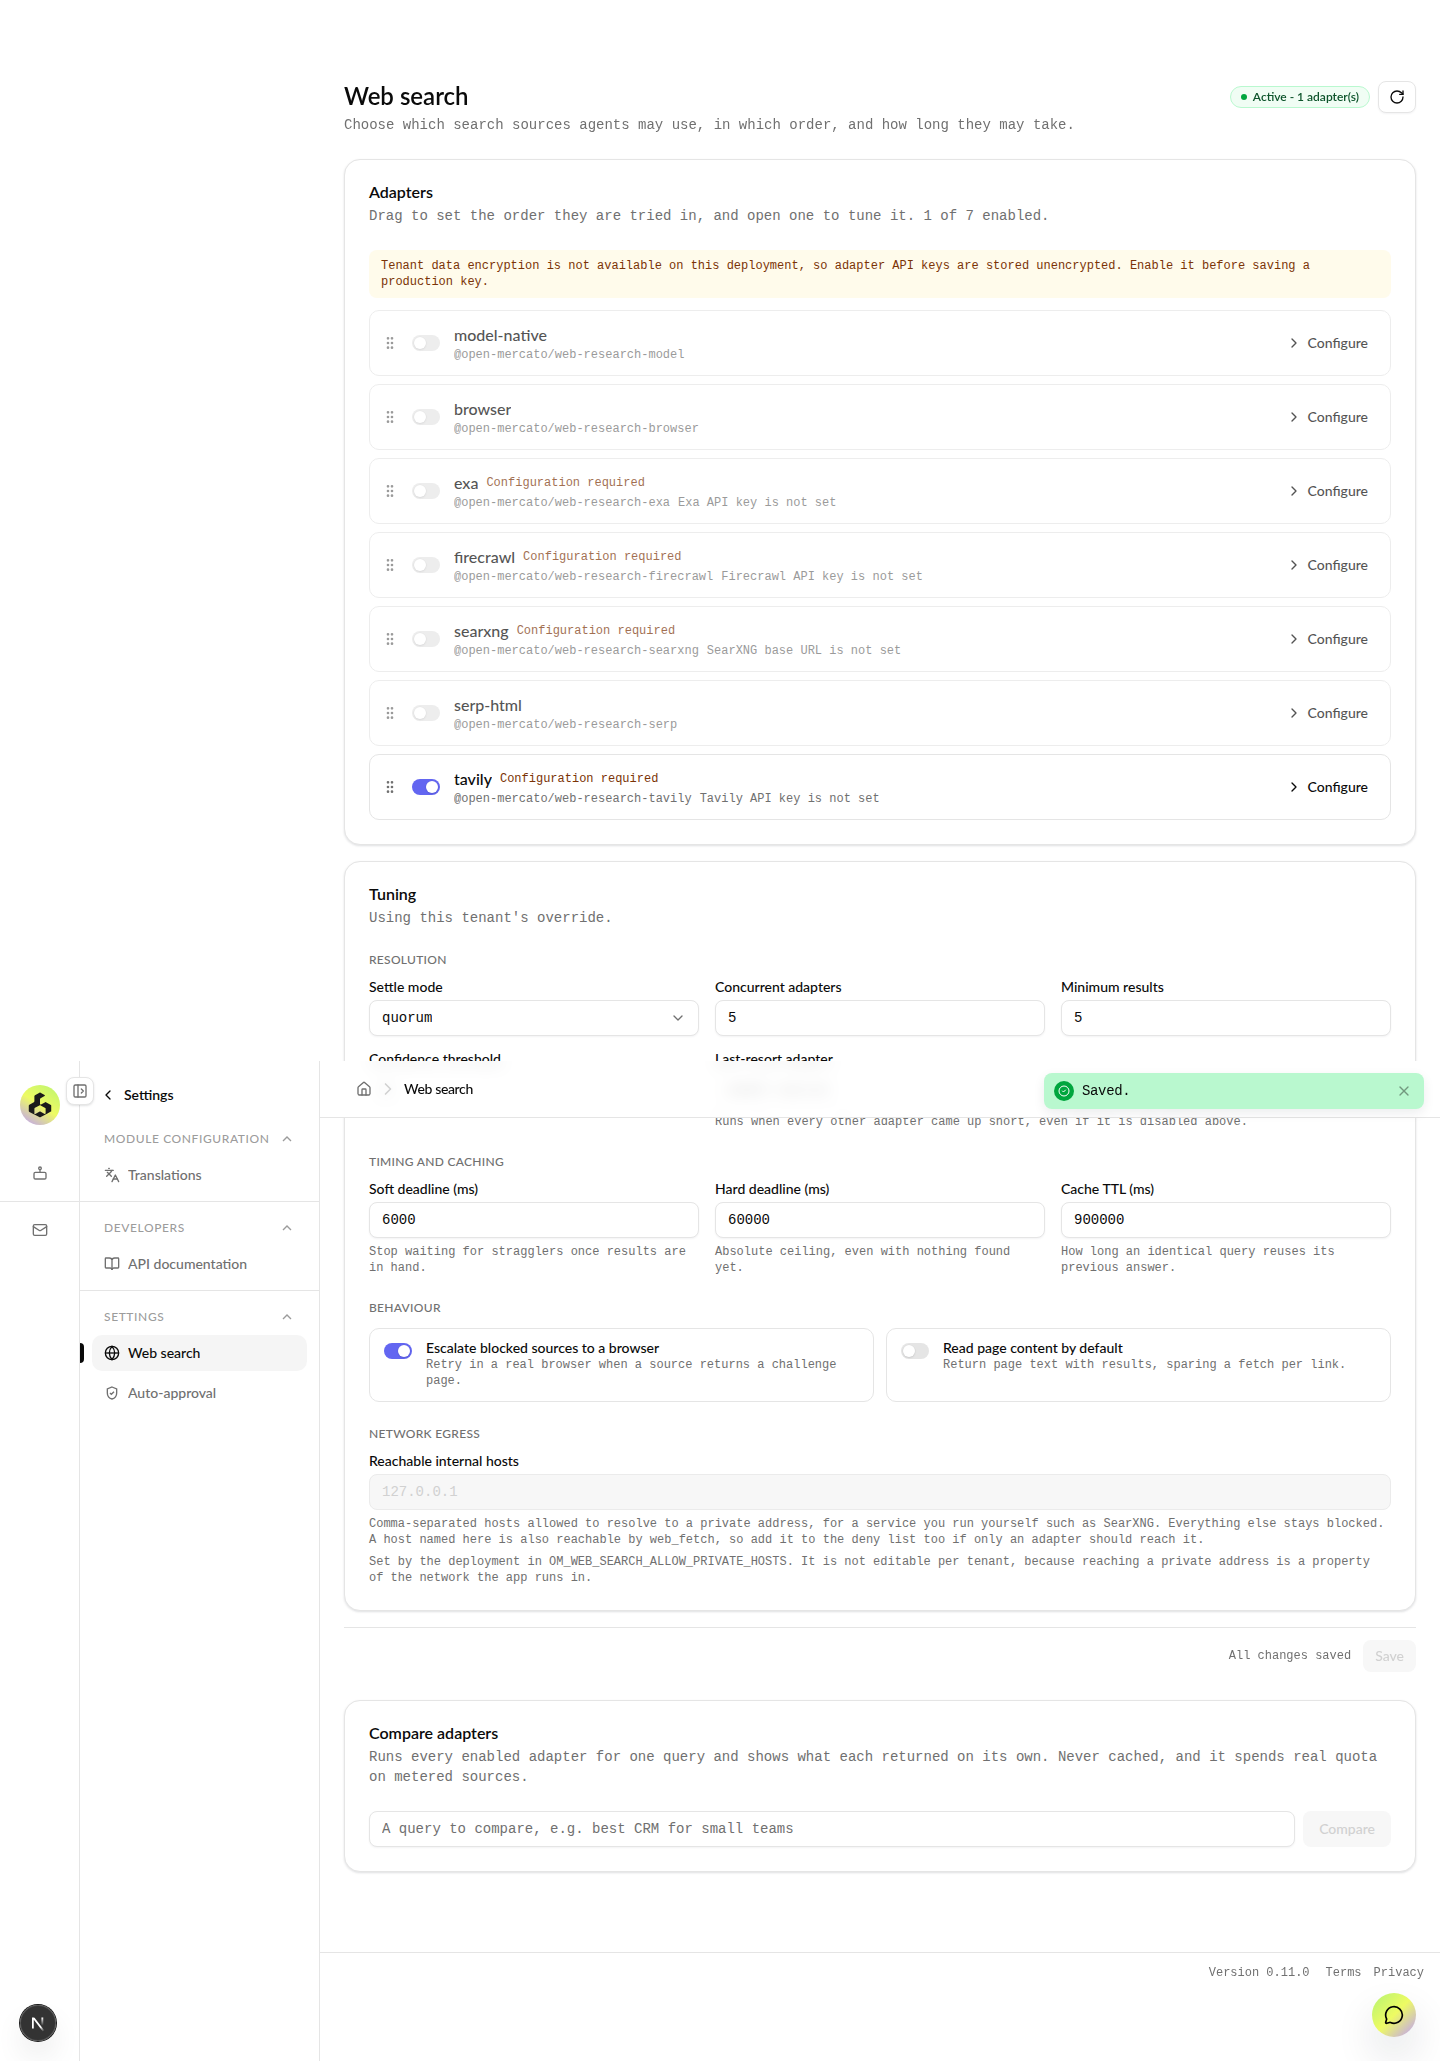 Web search
Active - 1 adapter(s)
Choose which search sources agents may use, in which order, and how long they may take.
Adapters
Drag to set the order they are tried in, and open one to tune it. 1 of 7 enabled.
Tenant data encryption is not available on this deployment, so adapter API keys are stored unencrypted. Enable it before saving a
production key.
model-native
@open-mercato/web-research-model
Configure
browser
@open-mercato/web-research-browser
Configure
exa Configuration required
@open-mercato/web-research-exa Exa API key is not set
Configure
firecrawl Configuration required
@open-mercato/web-research-firecrawl Firecrawl API key is not set
Configure
searxng Configuration required
@open-mercato/web-research-searxng SearXNG base URL is not set
Configure
serp-html
@open-mercato/web-research-serp
Configure
tavily Configuration required
@open-mercato/web-research-tavily Tavily API key is not set
Configure
Tuning
Using this tenant's override.
RESOLUTION
Settle mode
quorum
Concurrent adapters
5
Minimum results
5
Confidence threshold
Last-resort adapter
Settings
Web search
Saved.
Runs when every other adapter came up short, even if it is disabled above.
MODULE CONFIGURATION
Translations
DEVELOPERS
API documentation
SETTINGS
Web search
Auto-approval
TIMING AND CACHING
Soft deadline (ms)
6000
Stop waiting for stragglers once results are
in hand.
Hard deadline (ms)
60000
Absolute ceiling, even with nothing found
yet.
Cache TTL (ms)
900000
How long an identical query reuses its
previous answer.
BEHAVIOUR
Escalate blocked sources to a browser
Retry in a real browser when a source returns a challenge
page.
Read page content by default
Return page text with results, sparing a fetch per link.
NETWORK EGRESS
Reachable internal hosts
127.0.0.1
Comma-separated hosts allowed to resolve to a private address, for a service you run yourself such as SearXNG. Everything else stays blocked.
A host named here is also reachable by web_fetch, so add it to the deny list too if only an adapter should reach it.
Set by the deployment in OM_WEB_SEARCH_ALLOW_PRIVATE_HOSTS. It is not editable per tenant, because reaching a private address is a property
of the network the app runs in.
All changes saved
Save
Compare adapters
Runs every enabled adapter for one query and shows what each returned on its own. Never cached, and it spends real quota
on metered sources.
A query to compare, e.g. best CRM for small teams
Compare
Version 0.11.0
Terms
Privacy
N